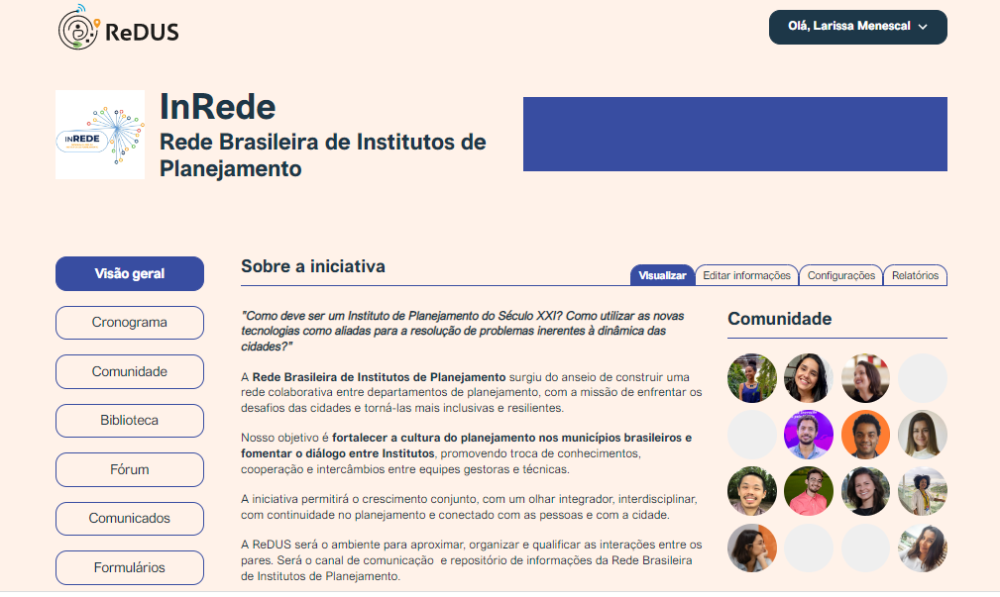 ReDUS
Olá, Larissa Menescal
InREDE
InRede
Rede Brasileira de Institutos de
Planejamento
Visão geral
Cronograma
Comunidade
Biblioteca
Fórum
Comunicados
Formulários
Sobre a iniciativa
Visualizar
Editar informações
Configurações
Relatórios
"Como deve ser um Instituto de Planejamento do Século XXI? Como utilizar as novas
tecnologias como aliadas para a resolução de problemas inerentes à dinâmica das
cidades?"
A Rede Brasileira de Institutos de Planejamento surgiu do anseio de construir uma
rede colaborativa entre departamentos de planejamento, com a missão de enfrentar os
desafios das cidades e torná-las mais inclusivas e resilientes.
Nosso objetivo é fortalecer a cultura do planejamento nos municípios brasileiros e
fomentar o diálogo entre Institutos, promovendo troca de conhecimentos,
cooperação e intercâmbios entre equipes gestoras e técnicas.
A iniciativa permitirá o crescimento conjunto, com um olhar integrador, interdisciplinar,
com continuidade no planejamento e conectado com as pessoas e com a cidade.
A ReDUS será o ambiente para aproximar, organizar e qualificar as interações entre os
pares. Será o canal de comunicação e repositório de informações da Rede Brasileira
de Institutos de Planejamento.
Comunidade